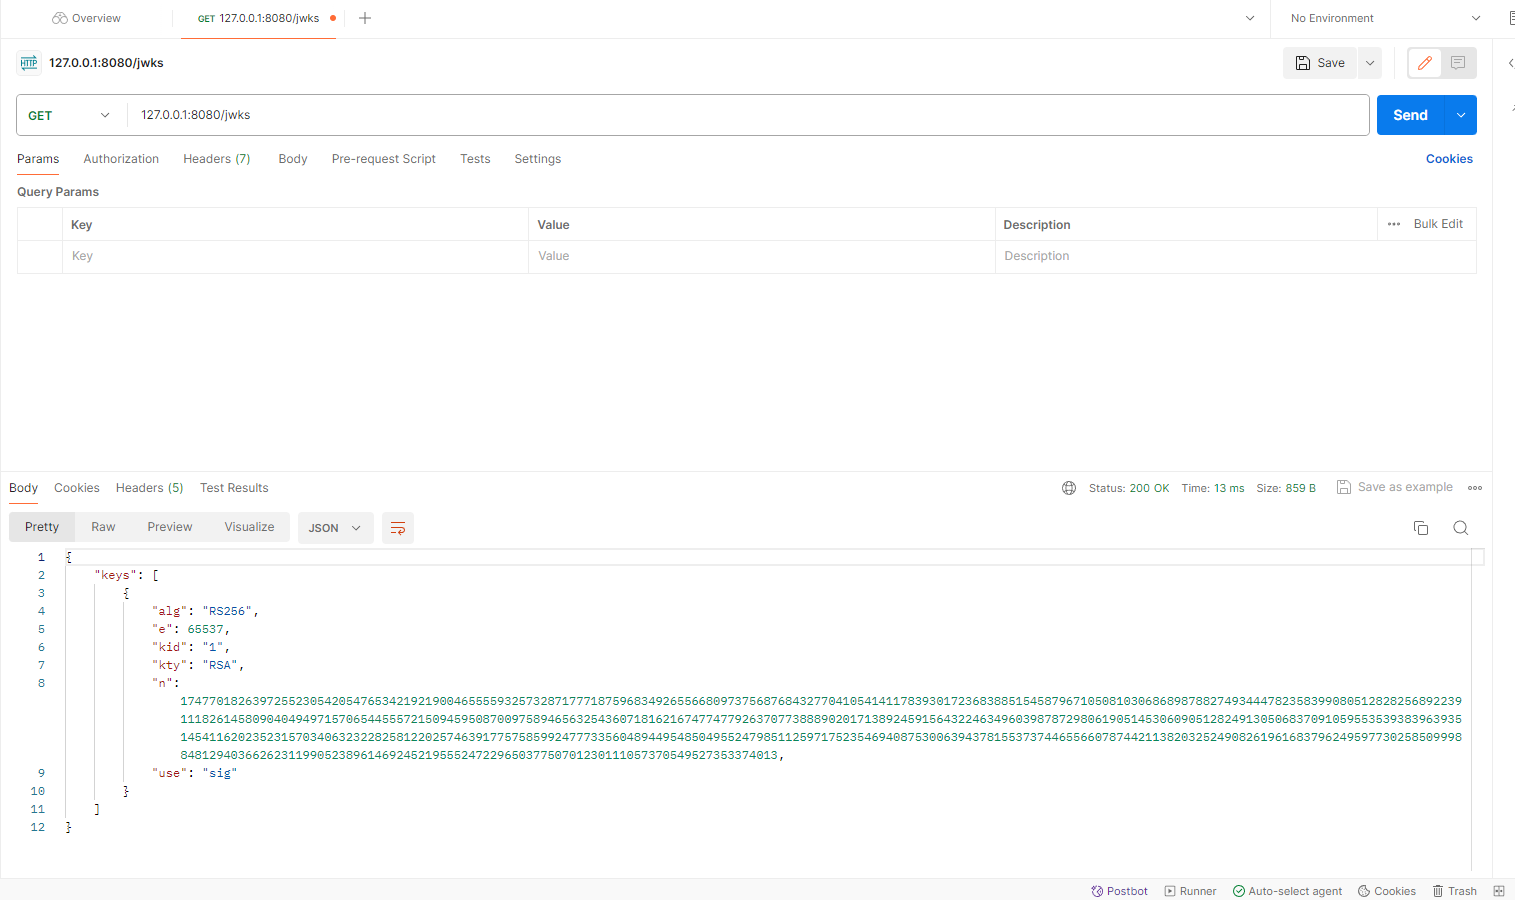 Overview
GET 127.0.0.1:8080/jwks
No Environment
HTTP 127.0.0.1:8080/jwks
Save
GET 127.0.0.1:8080/jwks
Send
Params Authorization Headers (7) Body Pre-request Script Tests Settings Cookies
Query Params
Key Value Description Bulk Edit
Key Value Description
Body Cookies Headers (5) Test Results Status: 200 OK Time: 13 ms Size: 859 B Save as example
Pretty Raw Preview Visualize JSON
1 {
2 "keys": [
3 {
4 "alg": "RS256",
5 "e": 65537,
6 "kid": "1",
7 "kty": "RSA",
8 "n":
9 "use": "sig"
10 }
11 ]
12 }
Postbot Runner Auto-select agent Cookies Trash